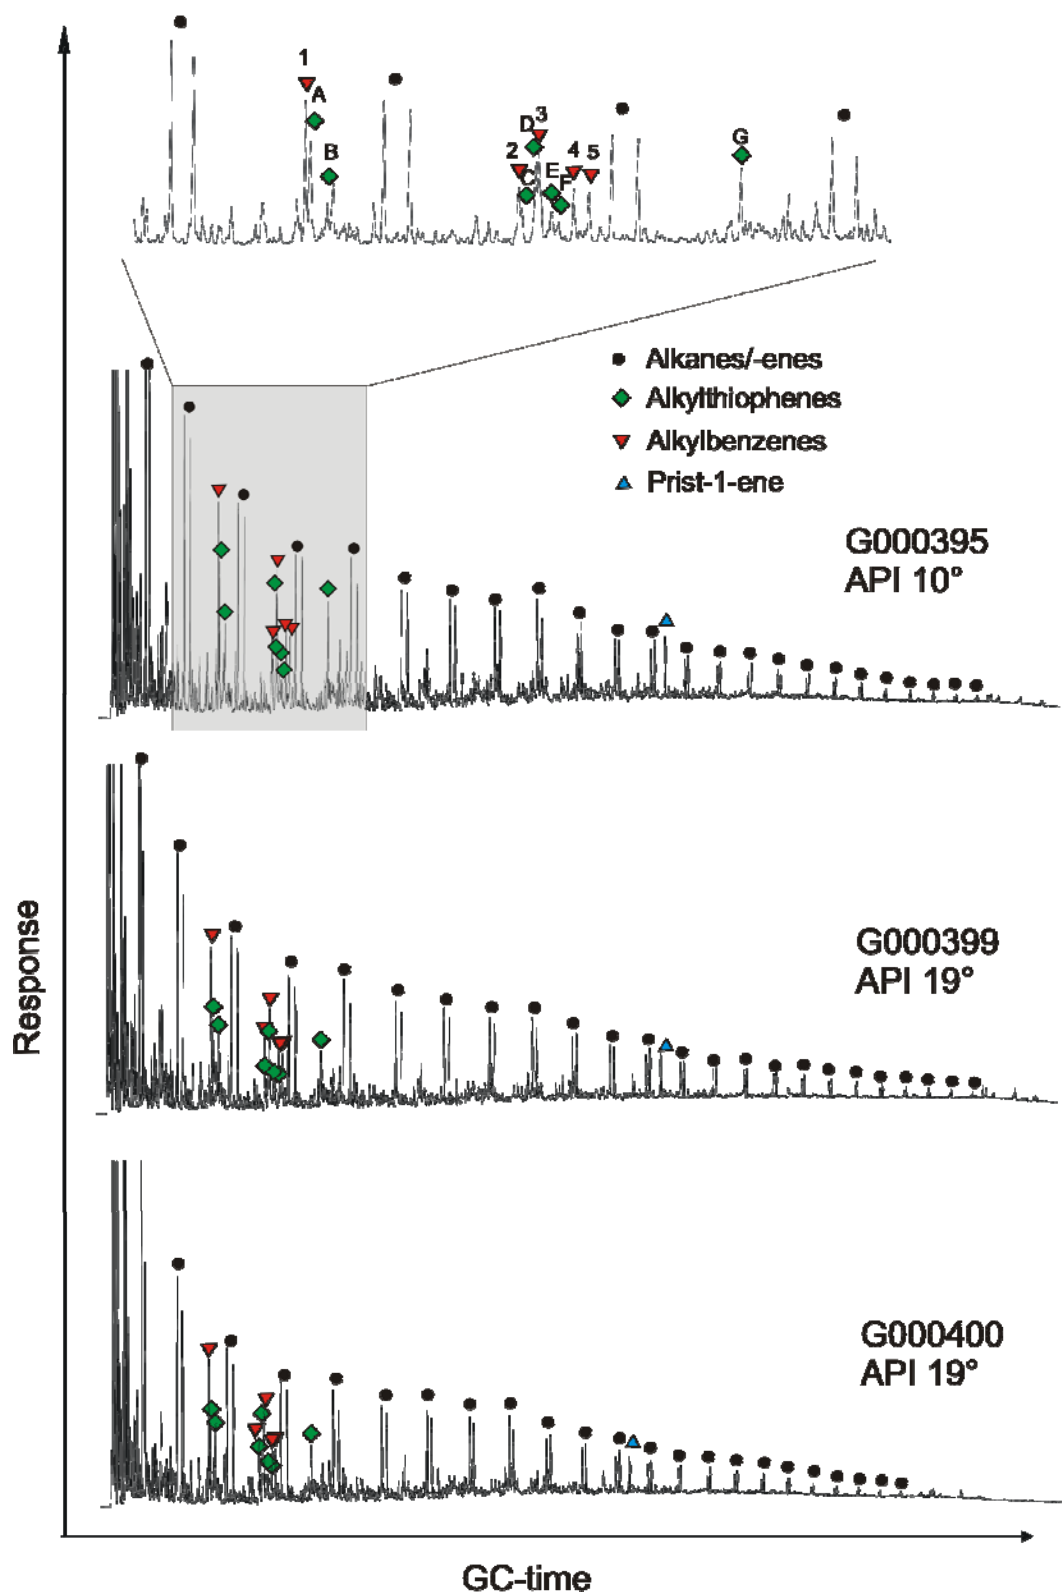 1
A
B
D 3
2 C E F 4 5
G
Alkanes/-enes
Alkylthiophenes
Alkylbenzenes
Prist-1-ene
G000395
API 10°
G000399
API 19°
G000400
API 19°
Response
GC-time